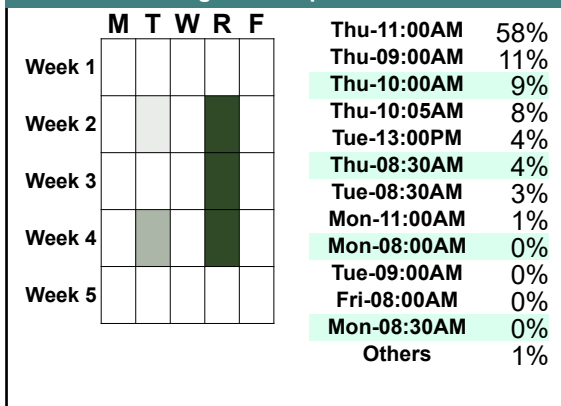 M T W R F
Week 1
Week 2
Week 3
Week 4
Week 5
Thu-11:00AM 58%
Thu-09:00AM 11%
Thu-10:00AM 9%
Thu-10:05AM 8%
Tue-13:00PM 4%
Thu-08:30AM 4%
Tue-08:30AM 3%
Mon-11:00AM 1%
Mon-08:00AM 0%
Tue-09:00AM 0%
Fri-08:00AM 0%
Mon-08:30AM 0%
Others 1%